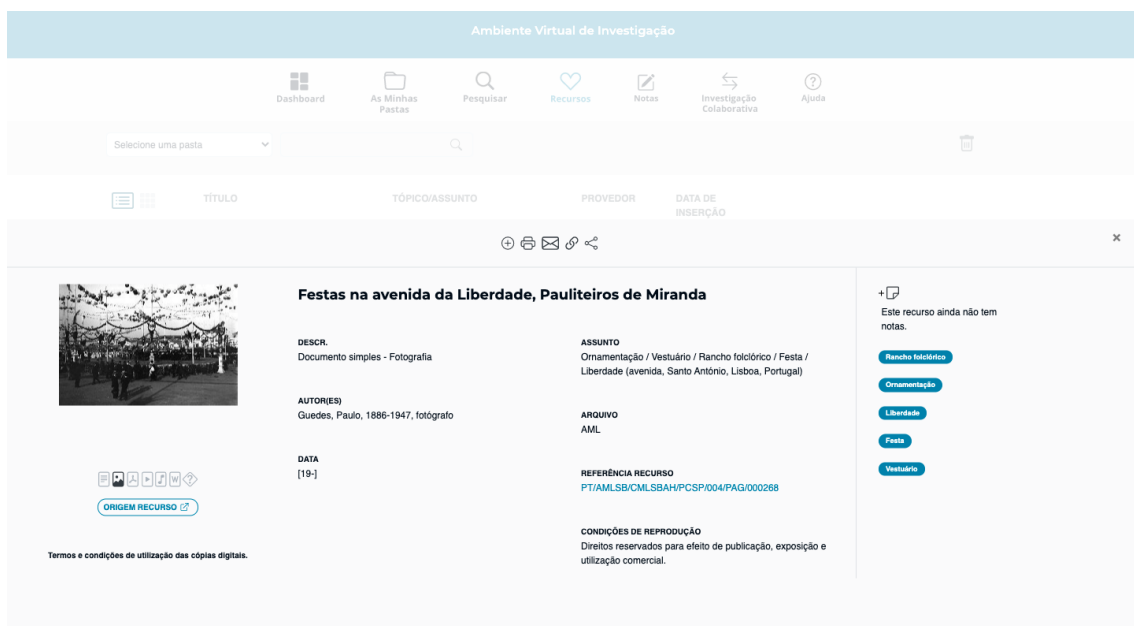 Ambiente Virtual de Investigação
Dashboard
As Minhas
Pastas
Pesquisar
Recursos
Notas
Investigação
Colaborativa
Ajuda
Selecione uma pasta
TÍTULO
TÓPICO/ASSUNTO
PROVEDOR
DATA DE
INSERÇÃO
×
Festas na avenida da Liberdade, Pauliteiros de Miranda
DESCR.
Documento simples - Fotografia
AUTOR(ES)
Guedes, Paulo, 1886-1947, fotógrafo
DATA
[19-]
ASSUNTO
Ornamentação / Vestuário / Rancho folclórico / Festa /
Liberdade (avenida, Santo António, Lisboa, Portugal)
ARQUIVO
AML
REFERÊNCIA RECURSO
PT/AMLSB/CMLSBAH/PCSP/004/PAG/000268
CONDIÇÕES DE REPRODUÇÃO
Direitos reservados para efeito de publicação, exposição e
utilização comercial.
W
ORIGEM RECURSO
Termos e condições de utilização das cópias digitais.
Este recurso ainda não tem
notas.
Rancho folclórico
Ornamentação
Liberdade
Festa
Vestuário